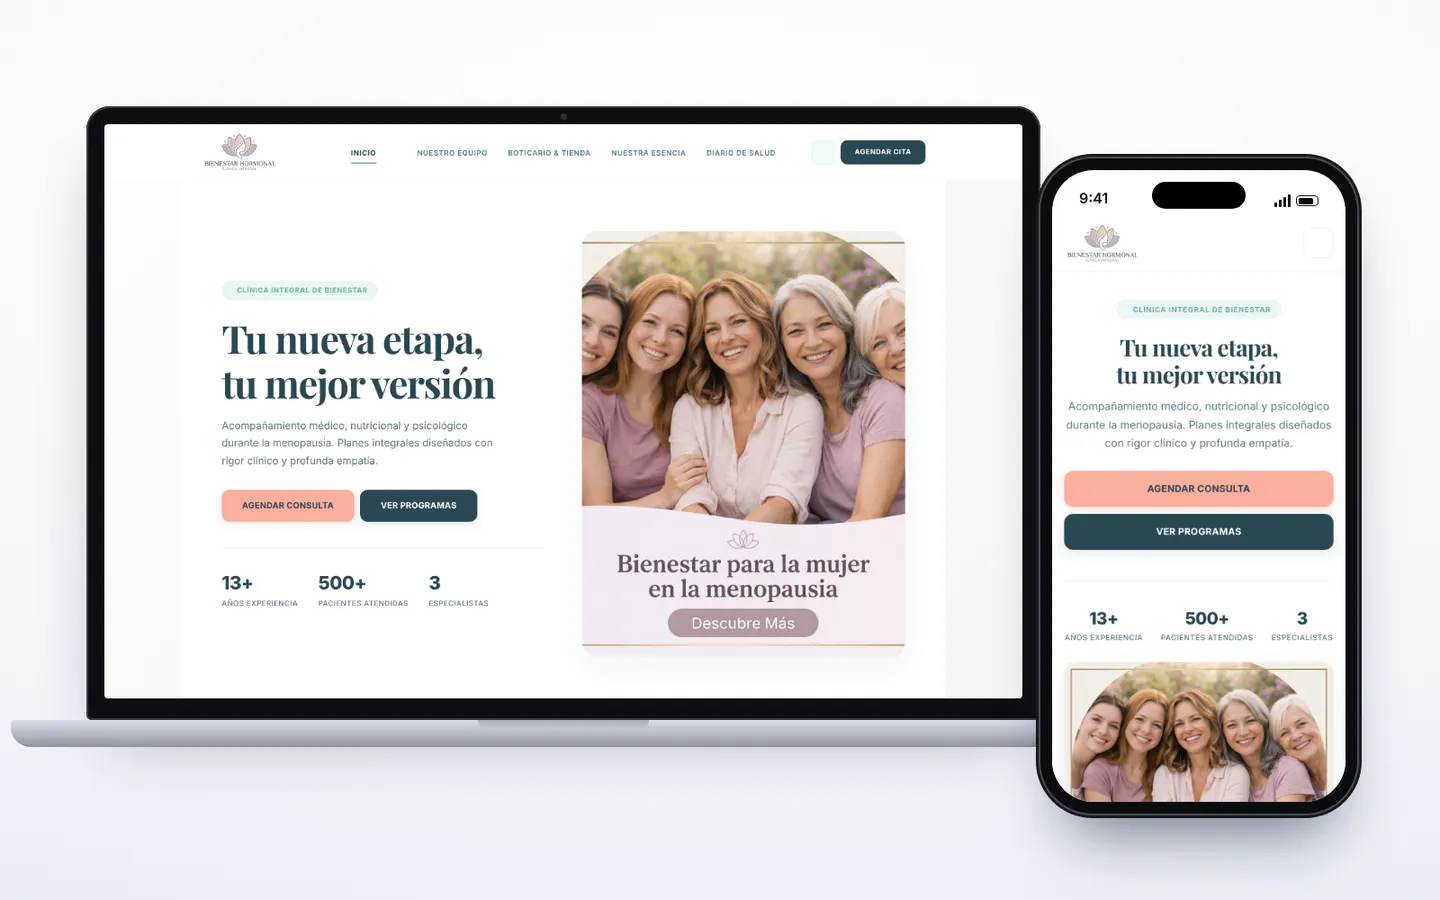 BIENESTAR HORMONAL
CLÍNICA INTEGRAL
INICIO
NUESTRO EQUIPO
BOTICARIO & TIENDA
NUESTRA ESENCIA
DIARIO DE SALUD
AGENDAR CITA
CLÍNICA INTEGRAL DE BIENESTAR
Tu nueva etapa,
tu mejor versión
Acompañamiento médico, nutricional y psicológico
durante la menopausia. Planes integrales diseñados con
rigor clínico y profunda empatía.
AGENDAR CONSULTA
VER PROGRAMAS
13+
AÑOS EXPERIENCIA
500+
PACIENTES ATENDIDAS
3
ESPECIALISTAS
Bienestar para la mujer
en la menopausia
Descubre Más
9:41
BIENESTAR HORMONAL
CLÍNICA INTEGRAL
CLÍNICA INTEGRAL DE BIENESTAR
Tu nueva etapa,
tu mejor versión
Acompañamiento médico, nutricional y psicológico
durante la menopausia. Planes integrales diseñados
con rigor clínico y profunda empatía.
AGENDAR CONSULTA
VER PROGRAMAS
13+
AÑOS EXPERIENCIA
500+
PACIENTES ATENDIDAS
3
ESPECIALISTAS